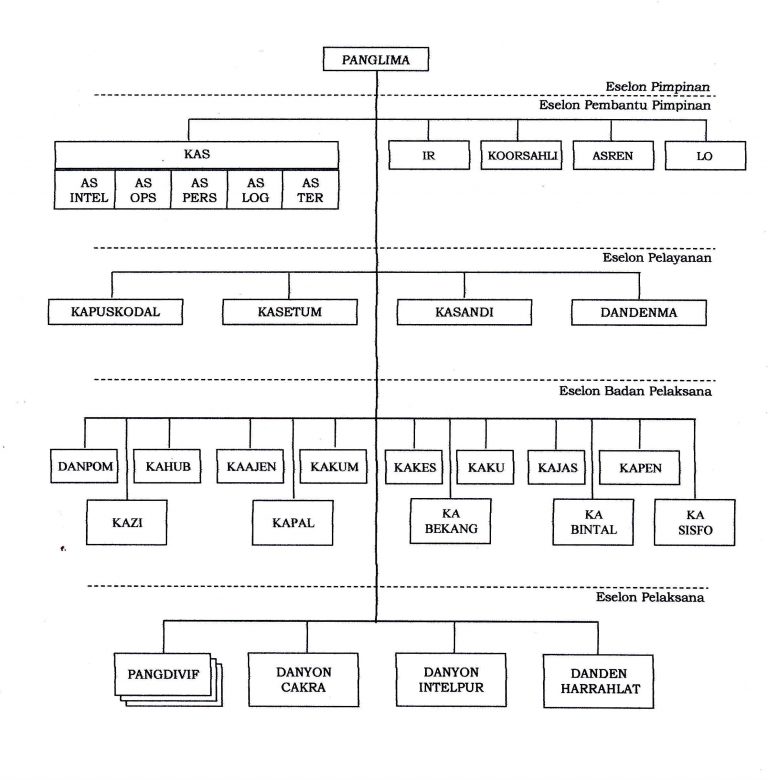 PANGLIMA
Eselon Pimpinan
Eselon Pembantu Pimpinan
KAS
AS INTEL
AS OPS
AS PERS
AS LOG
AS TER
IR
KOORSAHLI
ASREN
LO
Eselon Pelayanan
KAPUSKODAL
KASETUM
KASANDI
DANDENMA
Eselon Badan Pelaksana
DANPOM
KAHUB
KAAJEN
KAKUM
KAKES
KAKU
KAJAS
KAPEN
KAZI
KAPAL
KA
BEKANG
KA
BINTAL
KA
SISFO
Eselon Pelaksana
PANGDIVIF
DANYON
CAKRA
DANYON
INTELPUR
DANDEN
HARRAHLAT